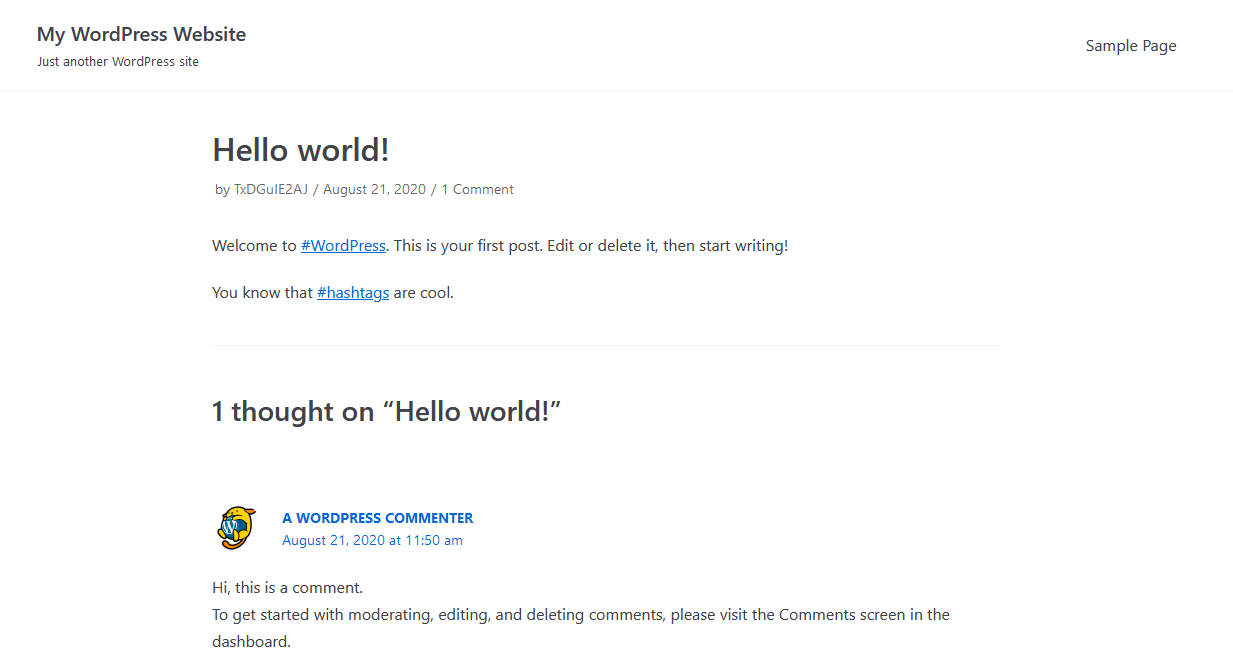 My WordPress Website
Just another WordPress site
Sample Page
Hello world!
by TxDGuIE2AJ / August 21, 2020 / 1 Comment
Welcome to #WordPress. This is your first post. Edit or delete it, then start writing!
You know that #hashtags are cool.
1 thought on “Hello world!”
A WORDPRESS COMMENTER
August 21, 2020 at 11:50 am
Hi, this is a comment.
To get started with moderating, editing, and deleting comments, please visit the Comments screen in the
dashboard.